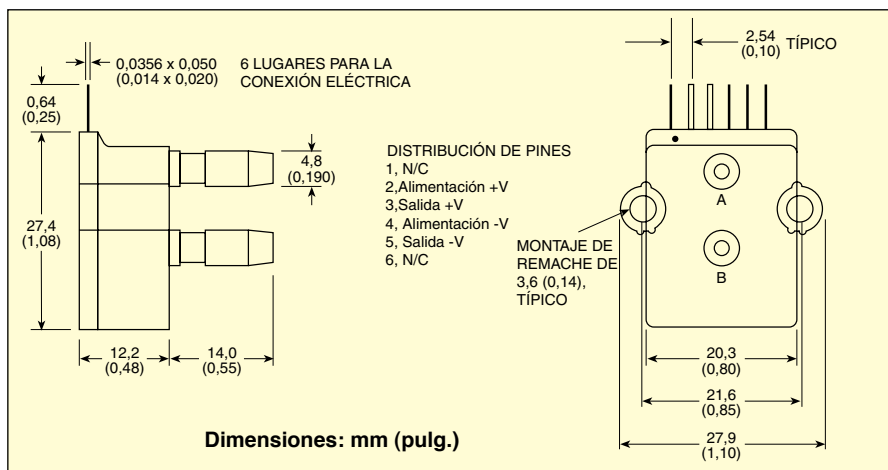 0,0356 x 0,050
(0,014 x 0,020)
6 LUGARES PARA LA
CONEXIÓN ELÉCTRICA
0,64
(0,25)
27,4
(1,08)
4,8
(0,190)
12,2
(0,48)
14,0
(0,55)
DISTRIBUCIÓN DE PINES
1, N/C
2,Alimentación +V
3,Salida +V
4, Alimentación -V
5, Salida -V
6, N/C
2,54
(0,10)
TÍPICO
A
B
MONTAJE DE
REMACHE DE
3,6 (0,14),
TÍPICO
20,3
(0,80)
21,6
(0,85)
27,9
(1,10)
Dimensiones: mm (pulg.)